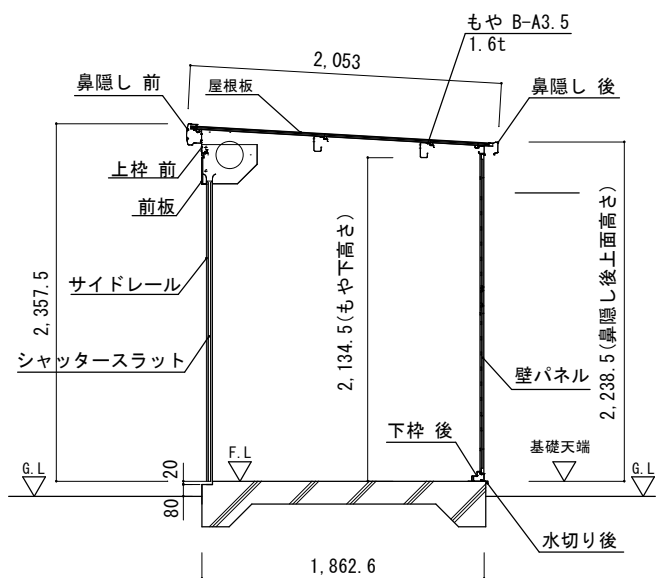 もや B-A3.5
1.6t
2,053
鼻隠し 前
屋根板
鼻隠し 後
上枠 前
前板
サイドレール
2,357.5
シャッタースラット
2,134.5(もや下高さ)
2,238.5(鼻隠し後上面高さ)
壁パネル
下枠 後
基礎天端
G.L
20
F.L
G.L
80
水切り後
1,862.6